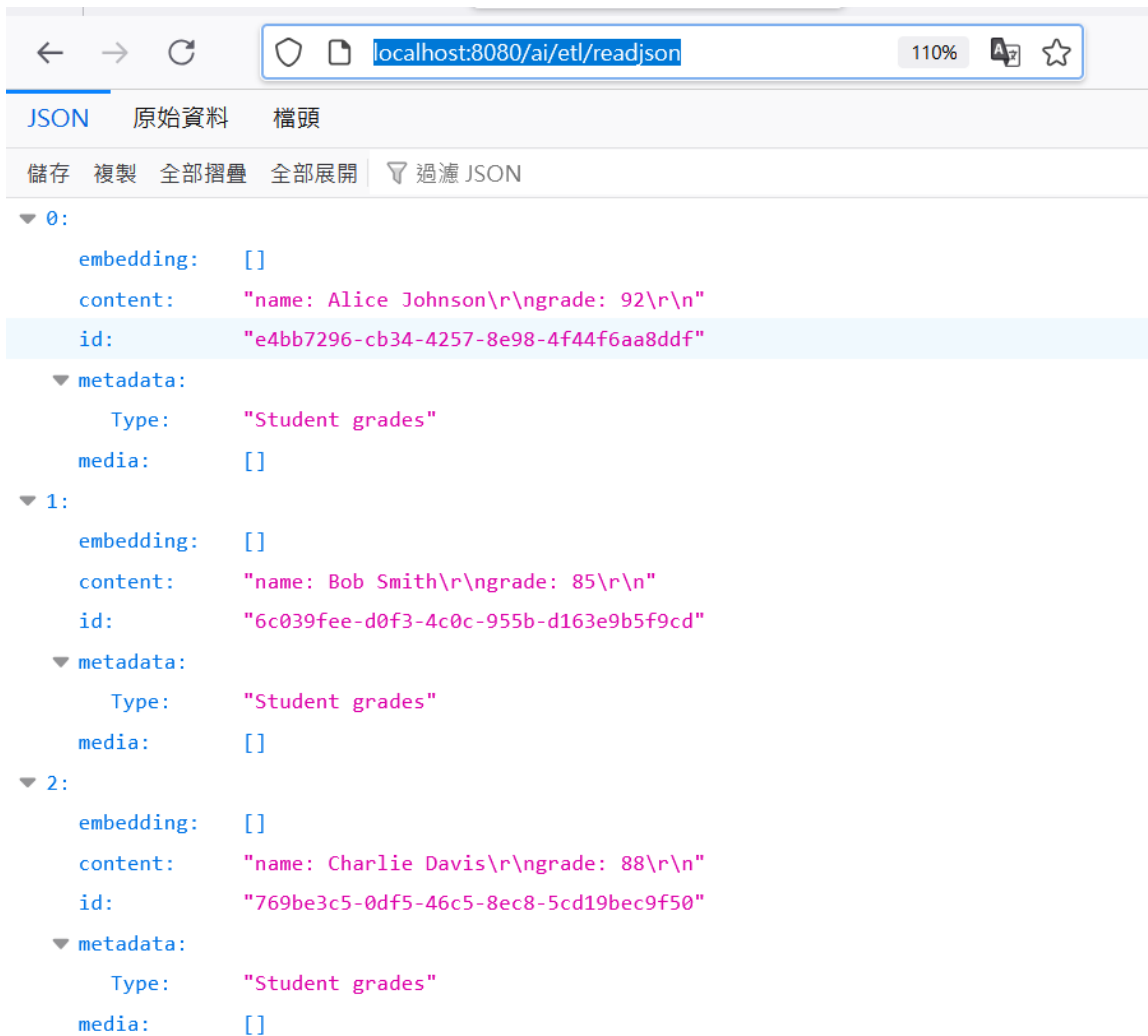 localhost:8080/ai/etl/readjson 110%
JSON 原始資料 檔頭
儲存 複製 全部摺疊 全部展開 過濾 JSON
0:
embedding: []
content: "name: Alice Johnson\r\ngrade: 92\r\n"
id: "e4bb7296-cb34-4257-8e98-4f44f6aa8ddf"
metadata:
Type: "Student grades"
media: []
1:
embedding: []
content: "name: Bob Smith\r\ngrade: 85\r\n"
id: "6c039fee-d0f3-4c0c-955b-d163e9b5f9cd"
metadata:
Type: "Student grades"
media: []
2:
embedding: []
content: "name: Charlie Davis\r\ngrade: 88\r\n"
id: "769be3c5-0df5-46c5-8ec8-5cd19bec9f50"
metadata:
Type: "Student grades"
media: []